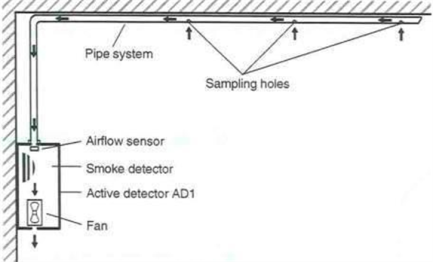 Pipe system
Sampling holes
Airflow sensor
Smoke detector
Active detector AD1
Fan